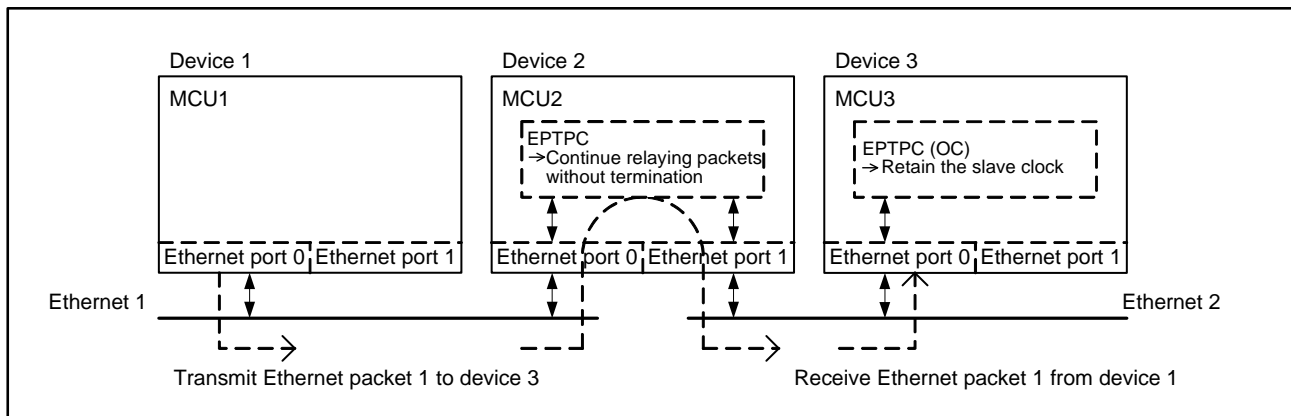 Device 1
Device 2
Device 3
MCU1
MCU2
MCU3
EPTPC
→Continue relaying packets
without termination
EPTPC (OC)
→ Retain the slave clock
Ethernet port 0
Ethernet port 1
Ethernet port 0
Ethernet port 1
Ethernet port 0
Ethernet port 1
Ethernet 1
Ethernet 2
Transmit Ethernet packet 1 to device 3
Receive Ethernet packet 1 from device 1